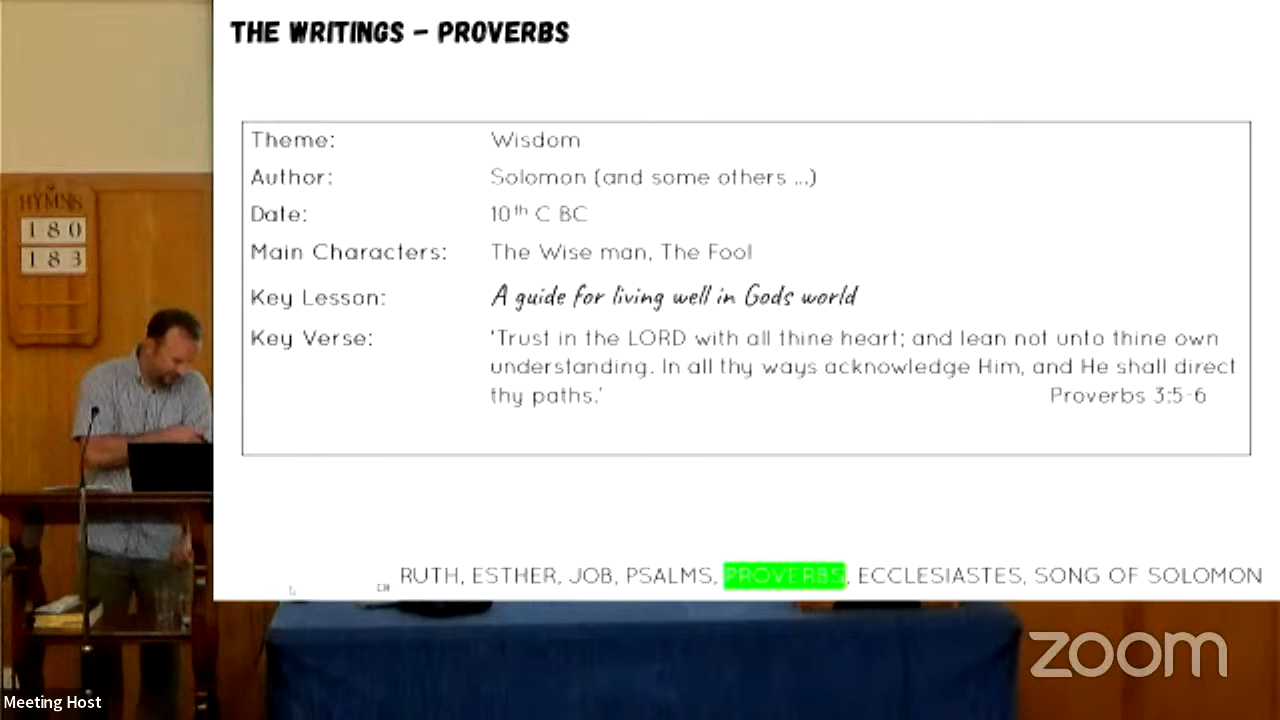 THE WRITINGS – PROVERBS
Theme: Wisdom
Author: Solomon (and some others ...)
Date: 10th C BC
Main Characters: The Wise man, The Fool
Key Lesson: A guide for living well in Gods world
Key Verse: 'Trust in the LORD with all thine heart; and lean not unto thine own
understanding. In all thy ways acknowledge Him, and He shall direct
thy paths.' Proverbs 3:5-6
RUTH, ESTHER, JOB, PSALMS, PROVERBS, ECCLESIASTES, SONG OF SOLOMON
HYMNS
180
183
zoom
Meeting Host